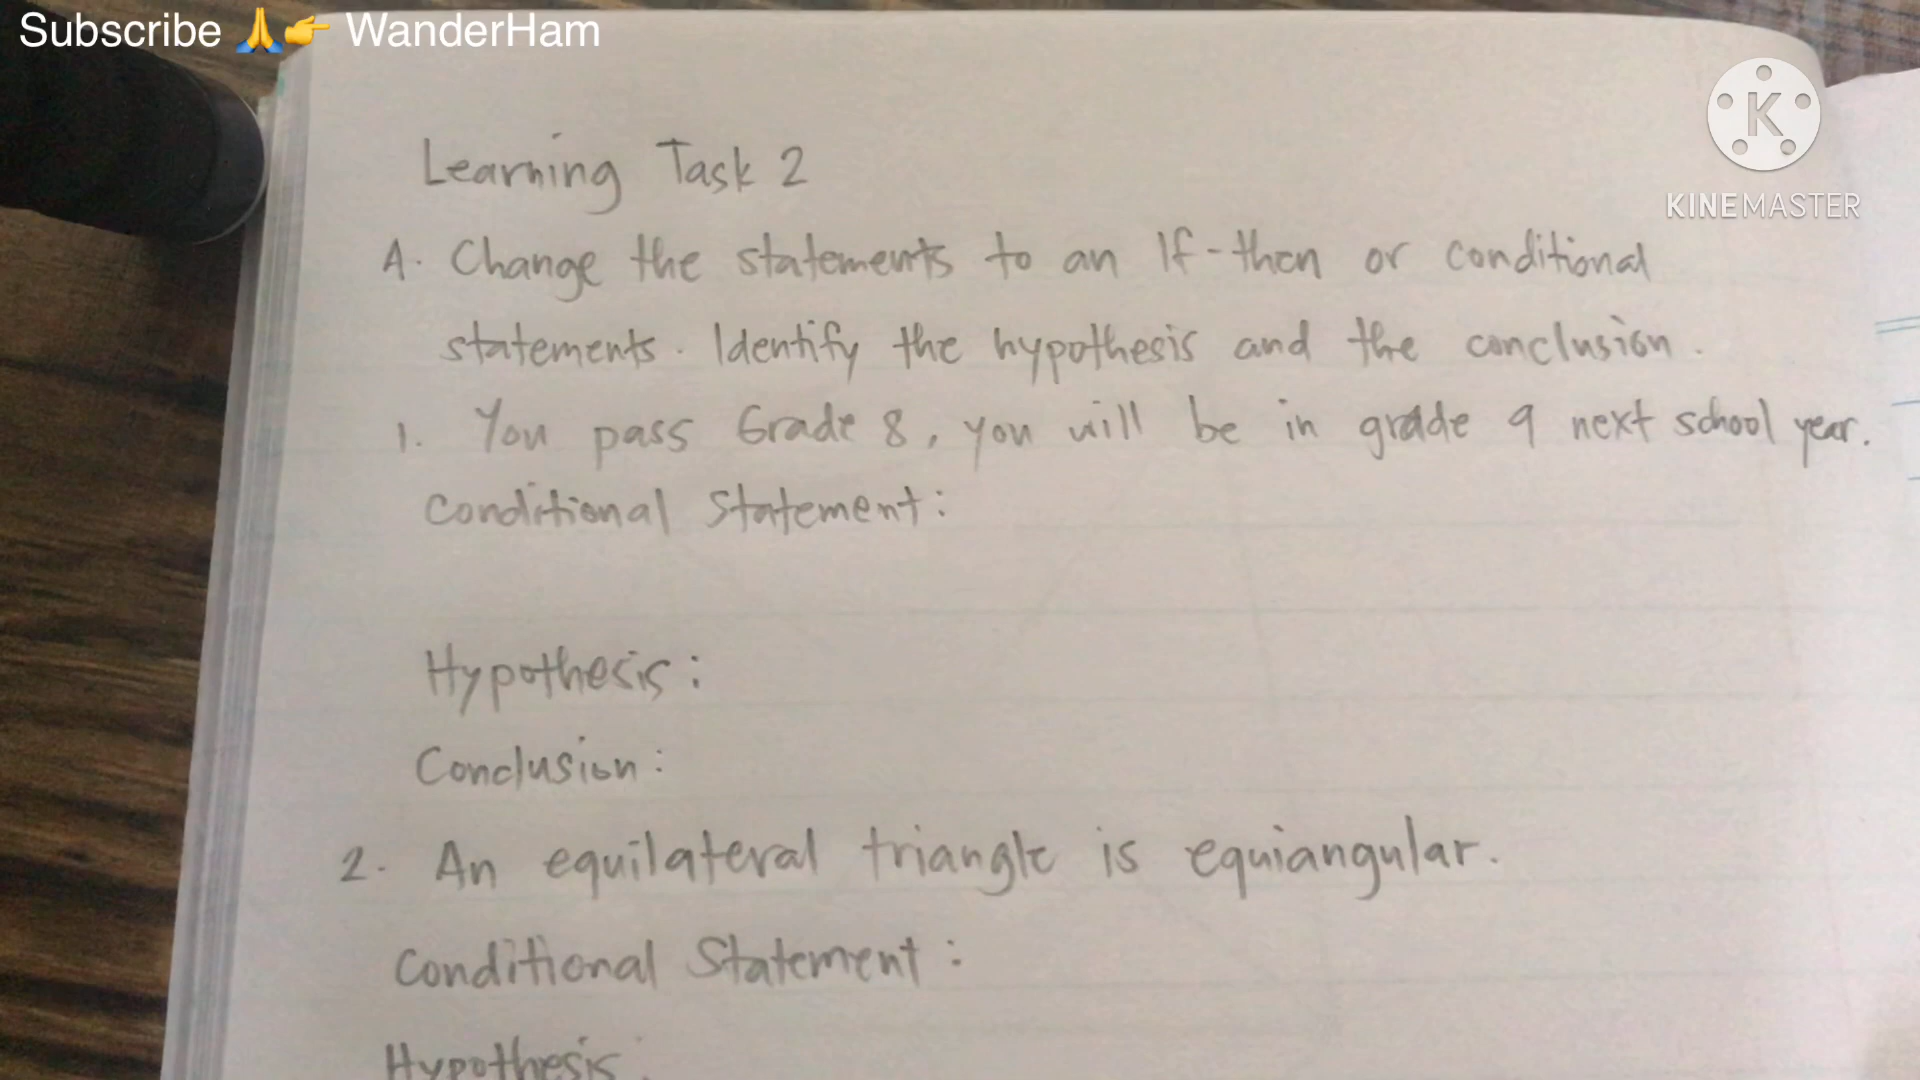 Subscribe 🙏👉 WanderHam
K
KINEMASTER
Learning Task 2
A. Change the statements to an If-then or conditional
statements. Identify the hypothesis and the conclusion.
1. You pass Grade 8, you will be in grade 9 next school year.
Conditional Statement:
Hypothesis:
Conclusion:
2. An equilateral triangle is equiangular.
Conditional Statement:
Hypothesis: